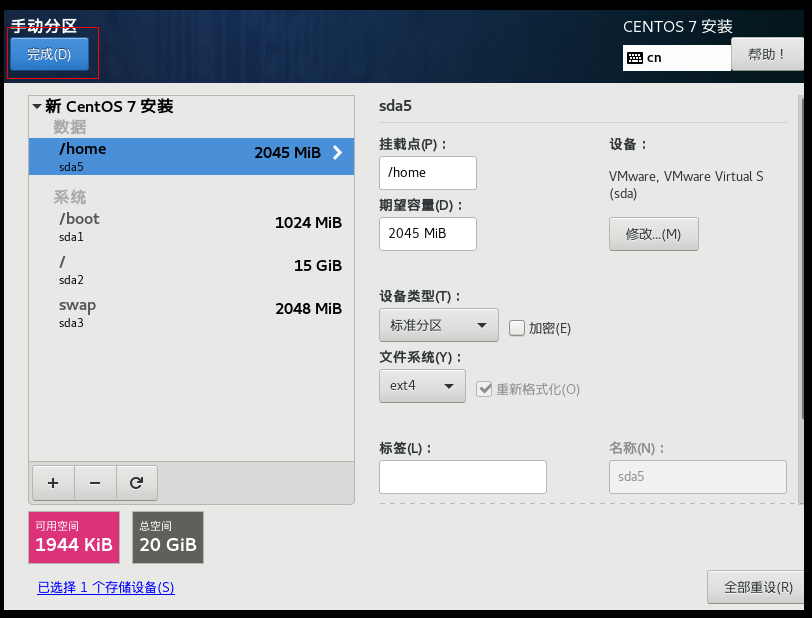 手动分区
CENTOS 7 安装
完成(D)
cn
帮助！
新 CentOS 7 安装
数据
/home
2045 MiB
sda5
系统
/boot
1024 MiB
sda1
/
15 GiB
sda2
swap
2048 MiB
sda3
sda5
挂载点(P)：
设备：
/home
VMware, VMware Virtual S
(sda)
期望容量(D)：
2045 MiB
修改...(M)
设备类型(T)：
标准分区
加密(E)
文件系统(Y)：
ext4
重新格式化(O)
标签(L)：
名称(N)：
sda5
可用空间
1944 KiB
总空间
20 GiB
已选择 1 个存储设备(S)
全部重设(R)